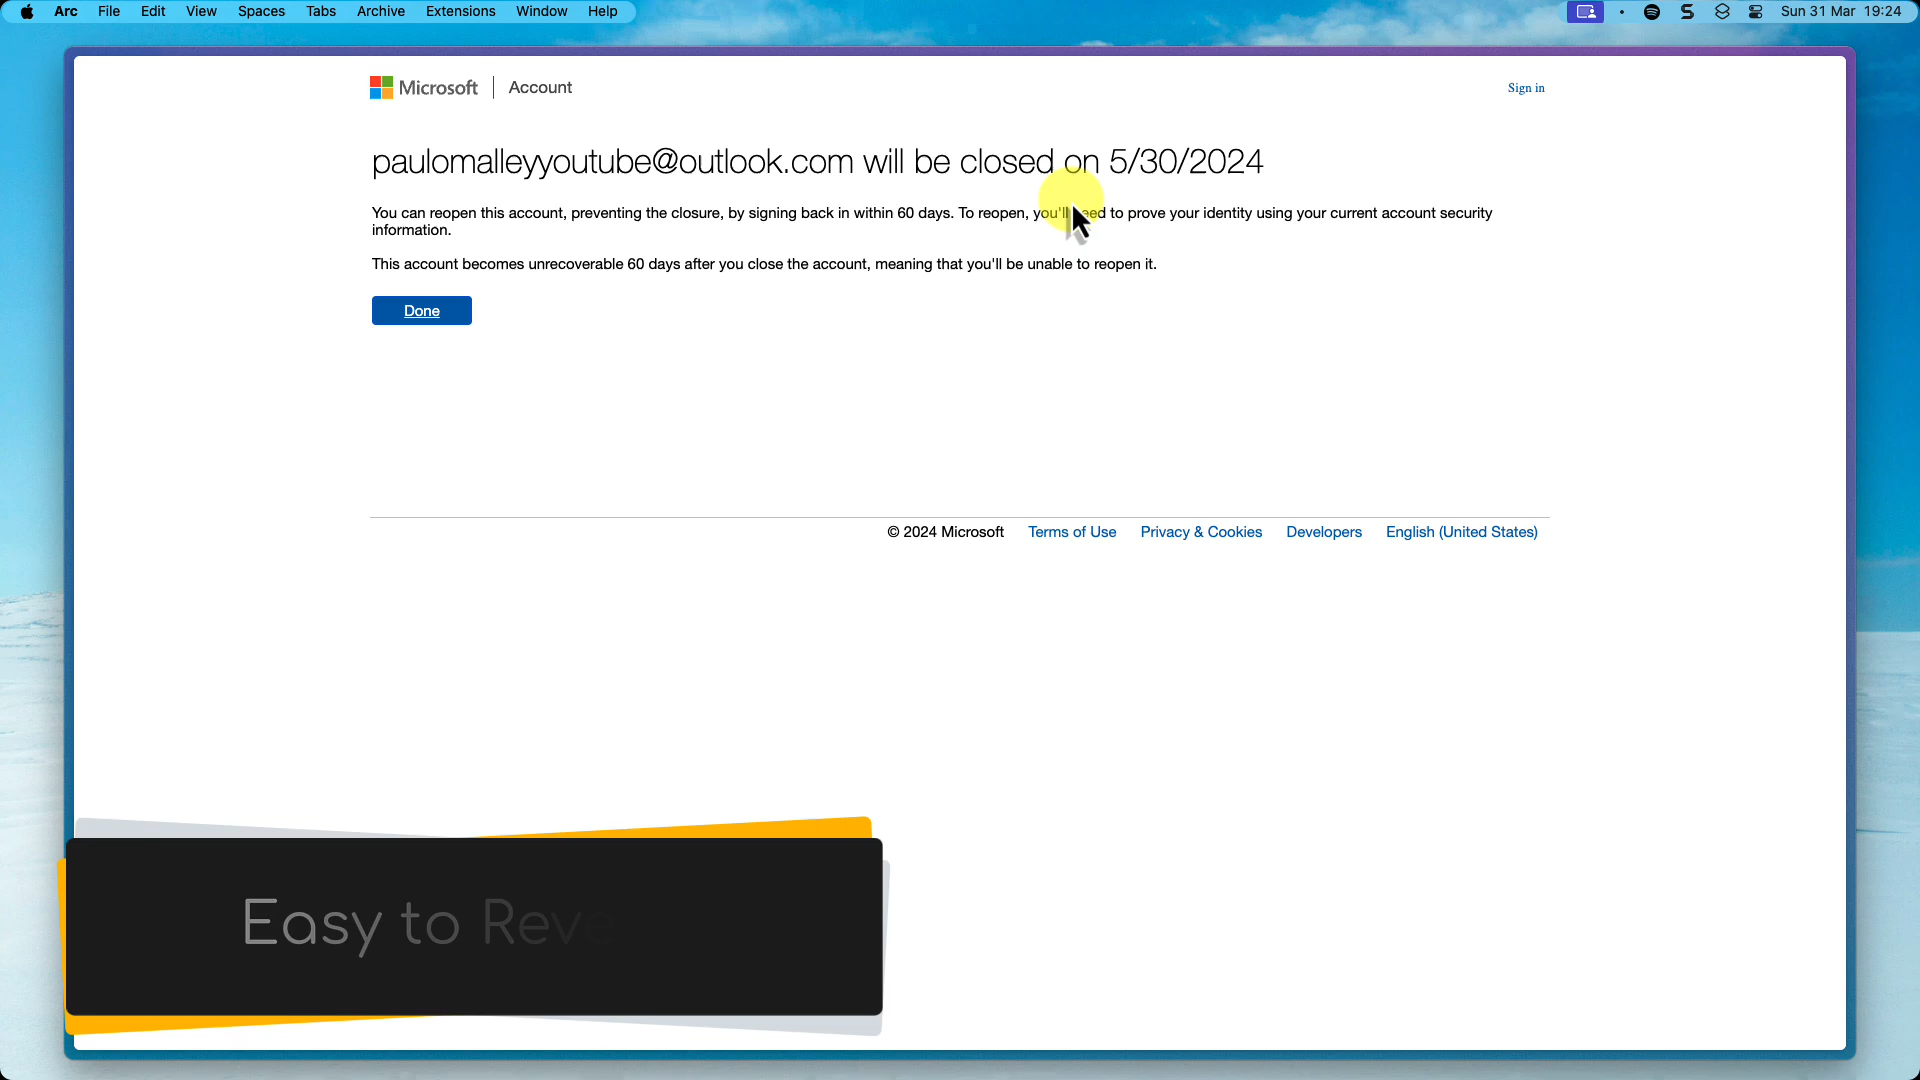 Arc File Edit View Spaces Tabs Archive Extensions Window Help
Sun 31 Mar 19:24
Microsoft Account
Sign in
paulomalleyyoutube@outlook.com will be closed on 5/30/2024
You can reopen this account, preventing the closure, by signing back in within 60 days. To reopen, you'll need to prove your identity using your current account security
information.
This account becomes unrecoverable 60 days after you close the account, meaning that you'll be unable to reopen it.
Done
© 2024 Microsoft Terms of Use Privacy & Cookies Developers English (United States)
Easy to Reve